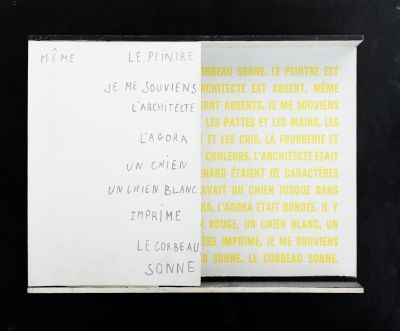 MÊME LE PEINTRE
JE ME SOUVIENS
L'ARCHITECTE
L'AGORA
UN CHIEN
UN CHIEN BLANC
IMPRIMÉ
LE CORBEAU
SONNE
CORBEAU SONNE. LE PEINTRE EST
ARCHITECTE EST ABSENT. MÊME
SONT ABSENTS. JE ME SOUVIENS
LES PATTES ET LES MAINS, LES
ET LES CRIS, LA FOURBERIE ET
COULEURS. L'ARCHITECTE ÉTAIT
RENARD ÉTAIENT DE CARACTÈRES
AVAIT DU CHIEN JUSQUE DANS
RA. L'AGORA ÉTAIT BONDÉE. IL Y
N ROUGE, UN CHIEN BLANC, UN
ÈRE IMPRIMÉ. JE ME SOUVIENS
SONNE. LE CORBEAU SONNE.